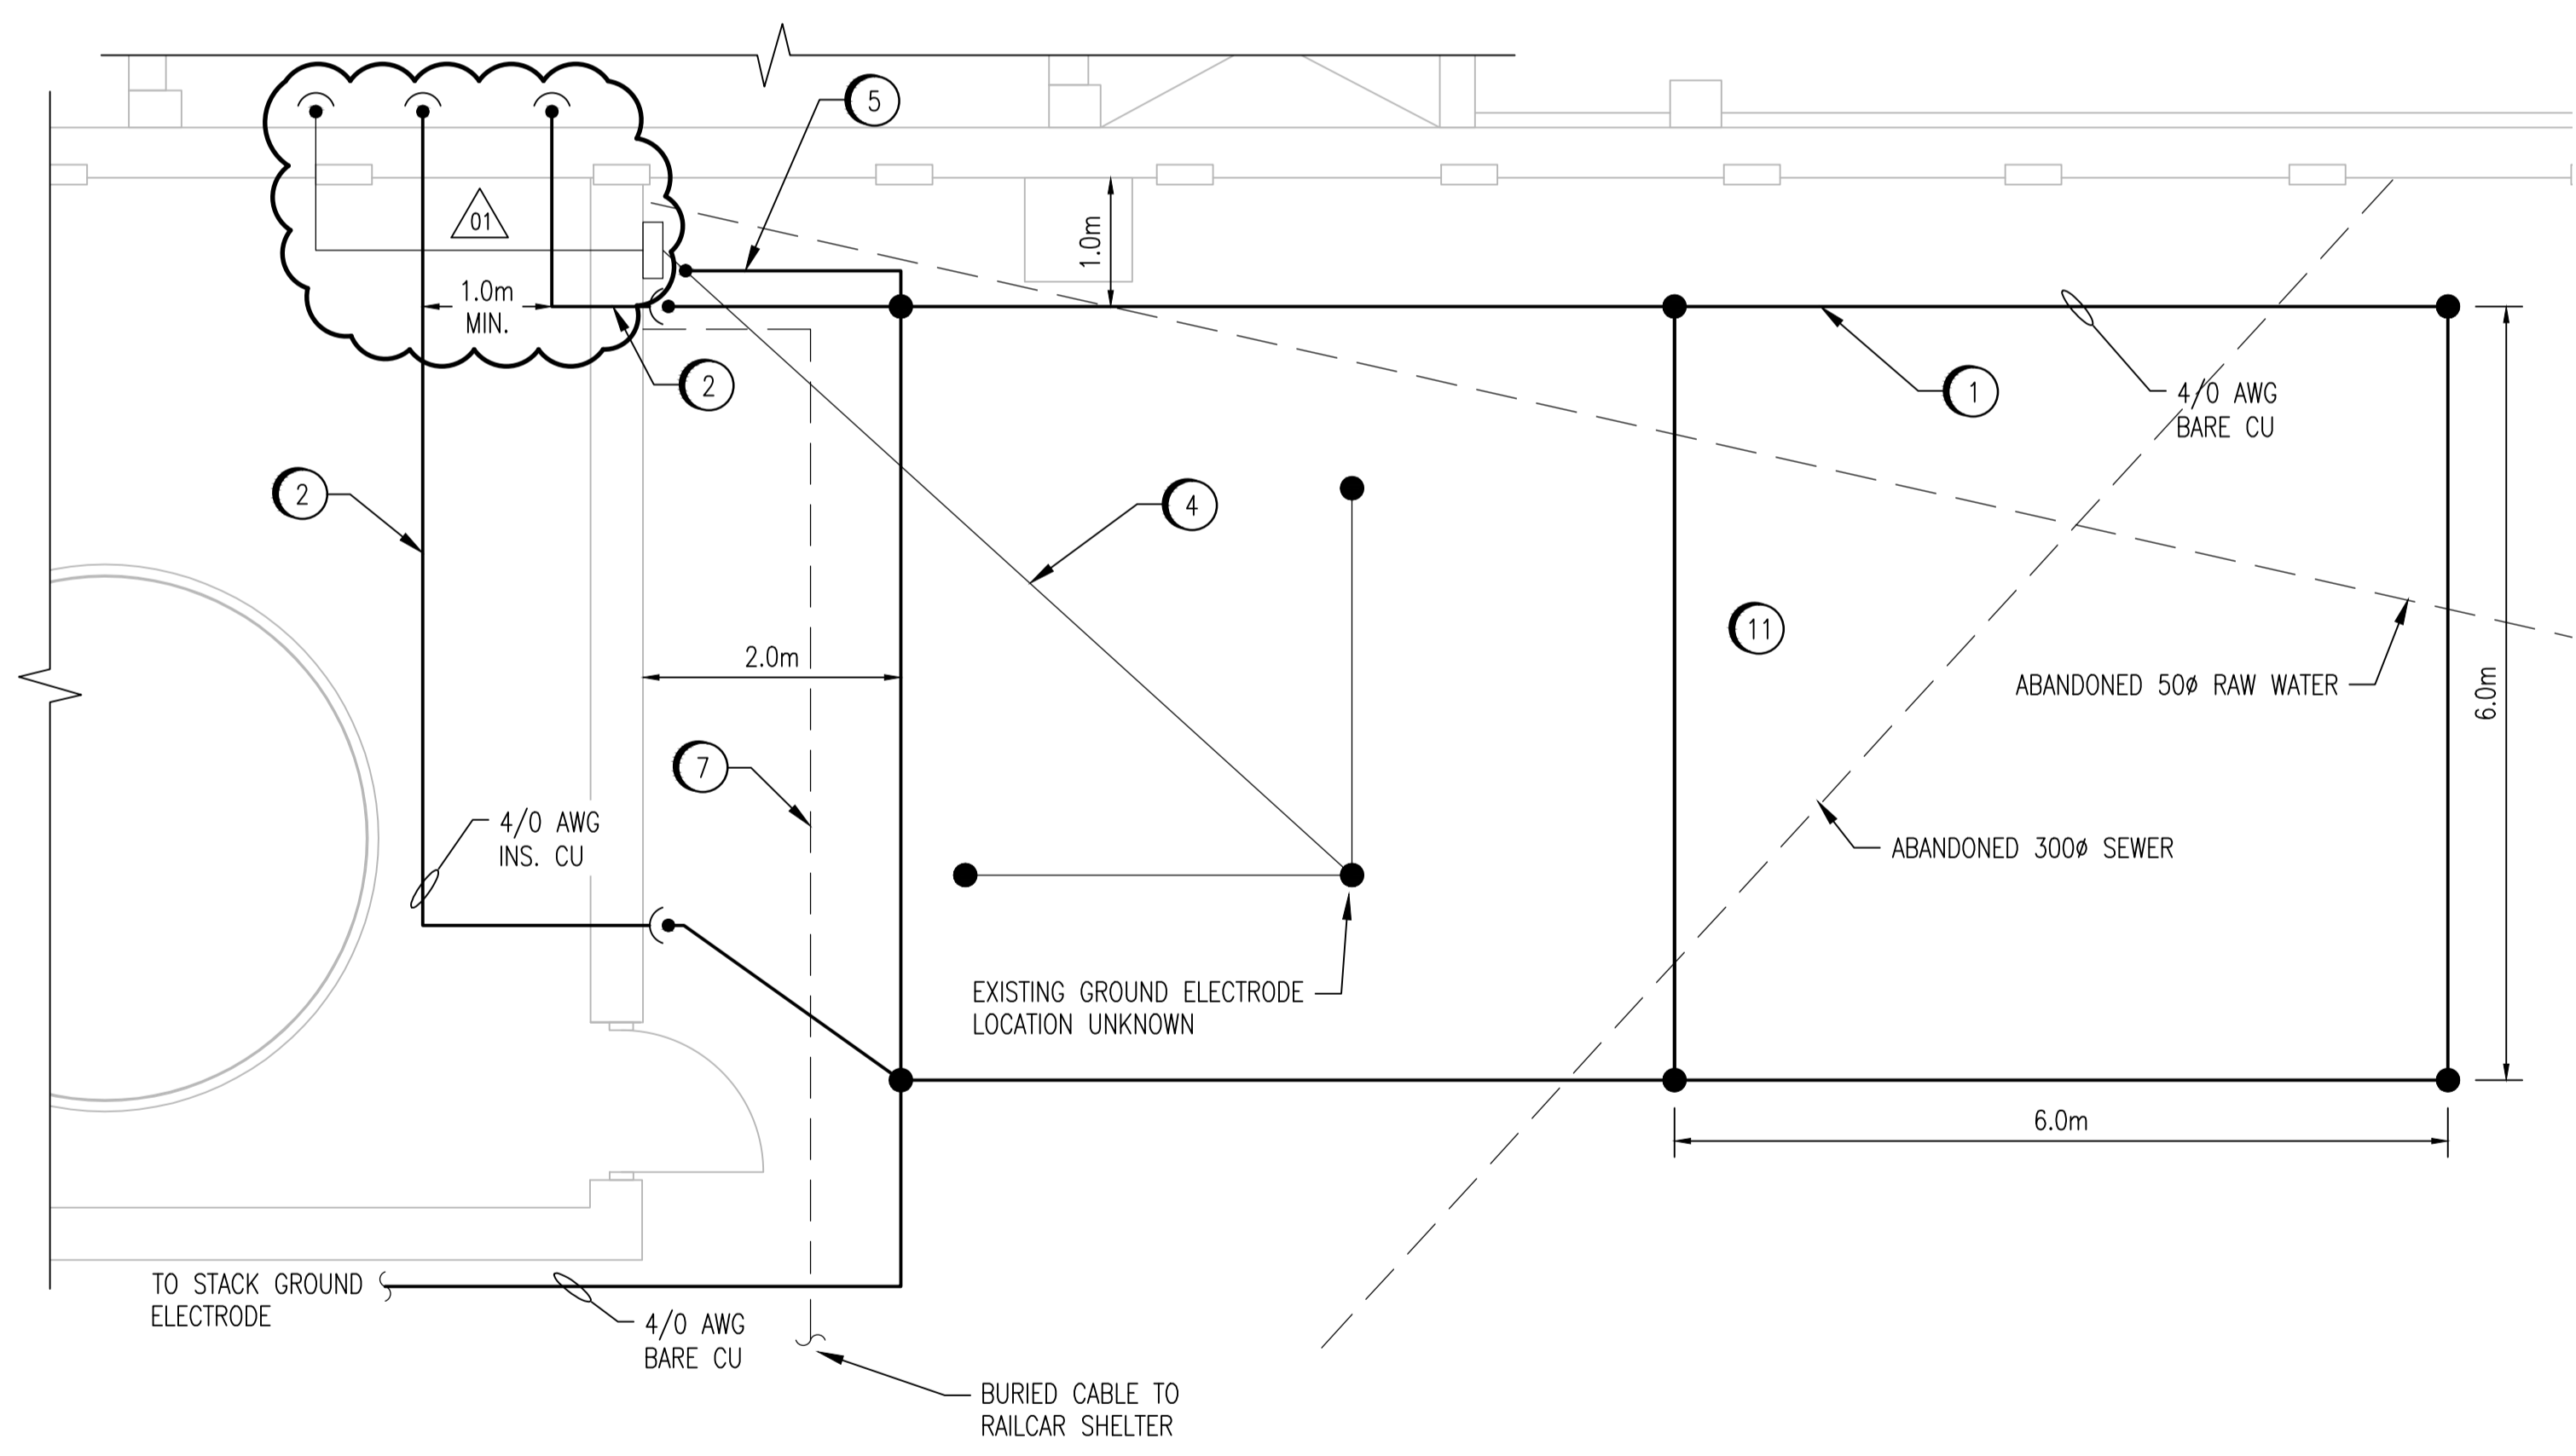 5
01
1.0m
1.0m
MIN.
2
1
4/0 AWG
BARE CU
2
4
11
2.0m
ABANDONED 50ø RAW WATER
6.0m
7
4/0 AWG
INS. CU
ABANDONED 300ø SEWER
EXISTING GROUND ELECTRODE
LOCATION UNKNOWN
6.0m
TO STACK GROUND
ELECTRODE
4/0 AWG
BARE CU
BURIED CABLE TO
RAILCAR SHELTER